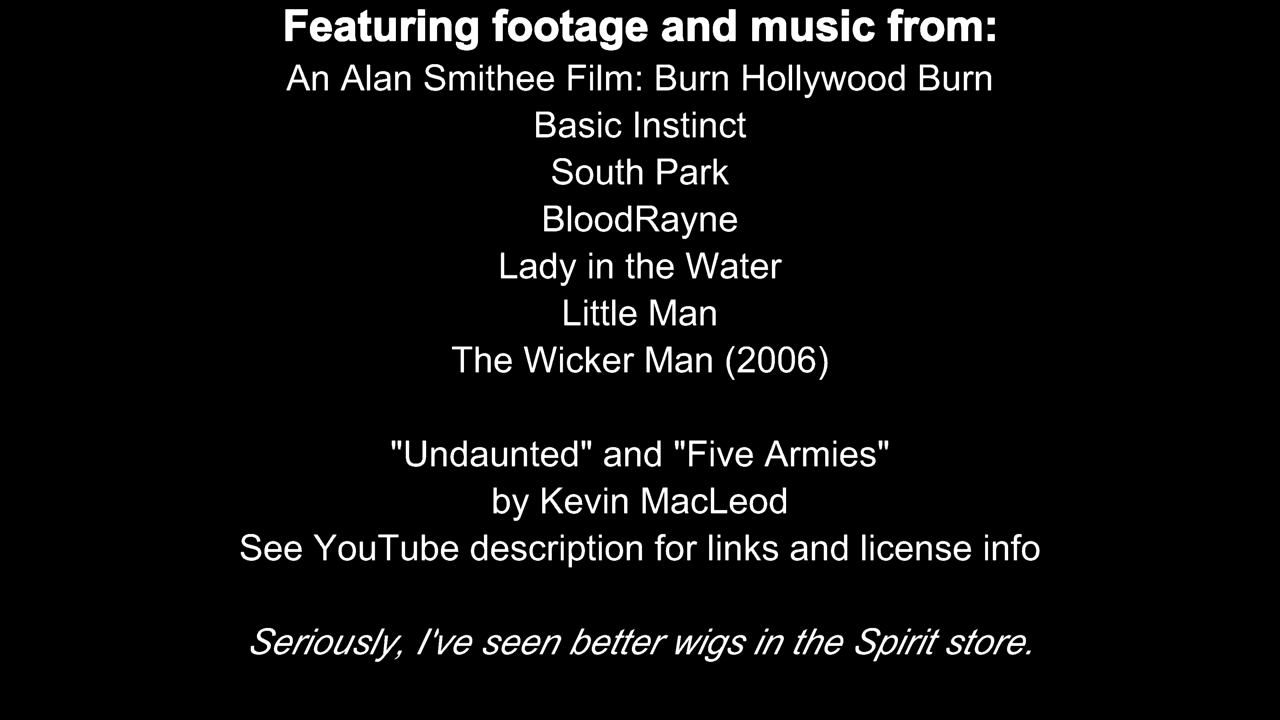 Featuring footage and music from:
An Alan Smithee Film: Burn Hollywood Burn
Basic Instinct
South Park
BloodRayne
Lady in the Water
Little Man
The Wicker Man (2006)
"Undaunted" and "Five Armies"
by Kevin MacLeod
See YouTube description for links and license info
Seriously, I've seen better wigs in the Spirit store.